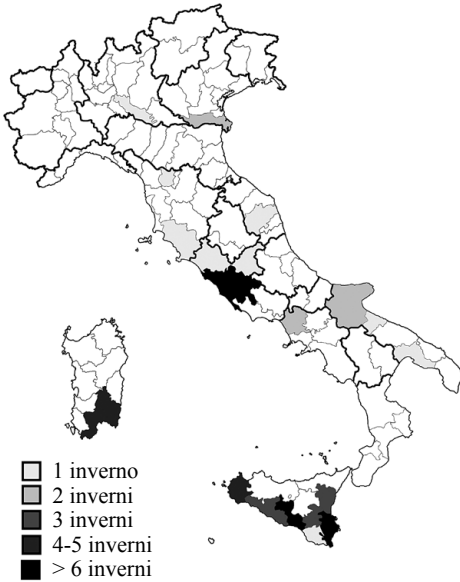 1 inverno
2 inverni
3 inverni
4-5 inverni
> 6 inverni